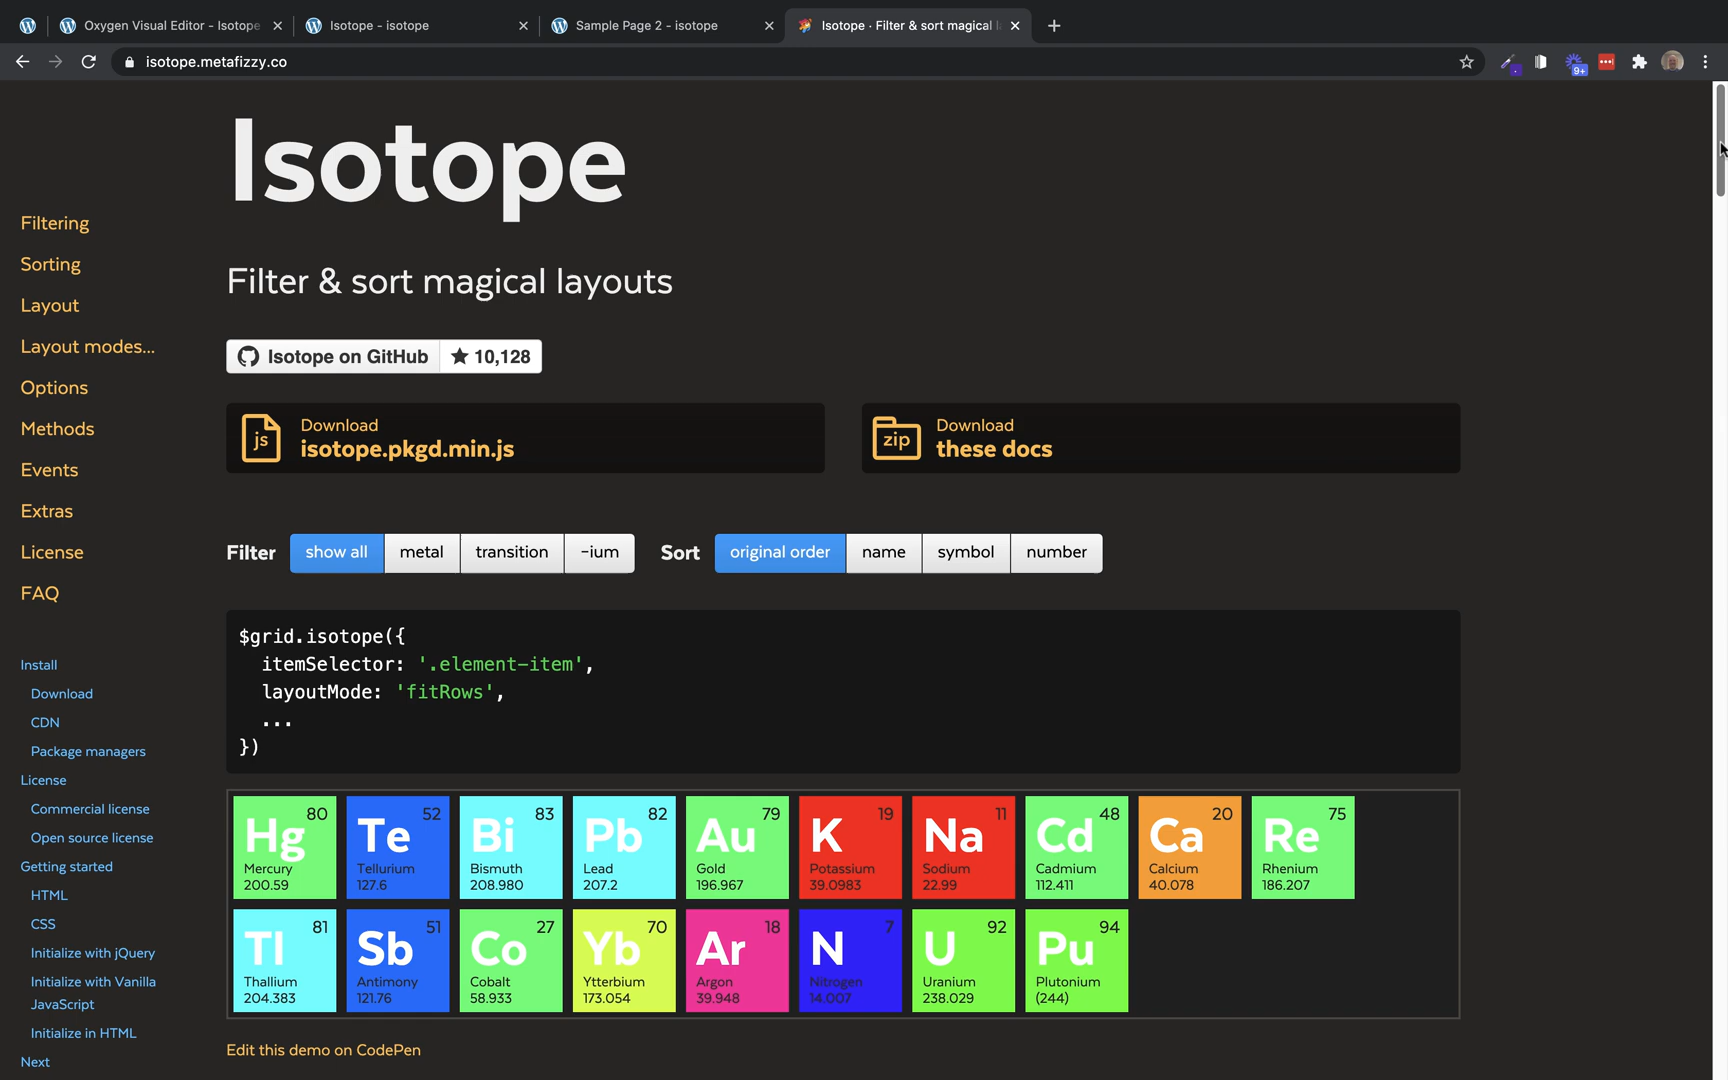 Oxygen Visual Editor - Isotope
Isotope - isotope
Sample Page 2 - isotope
Isotope · Filter & sort magical l
isotope.metafizzy.co
9+
Isotope
Filter & sort magical layouts
Isotope on GitHub
10,128
js
Download
isotope.pkgd.min.js
zip
Download
these docs
Filter
show all
metal
transition
-ium
Sort
original order
name
symbol
number
$grid.isotope({
itemSelector: '.element-item',
layoutMode: 'fitRows',
...
})
80
Hg
Mercury
200.59
52
Te
Tellurium
127.6
83
Bi
Bismuth
208.980
82
Pb
Lead
207.2
79
Au
Gold
196.967
19
K
Potassium
39.0983
11
Na
Sodium
22.99
48
Cd
Cadmium
112.411
20
Ca
Calcium
40.078
75
Re
Rhenium
186.207
81
Tl
Thallium
204.383
51
Sb
Antimony
121.76
27
Co
Cobalt
58.933
70
Yb
Ytterbium
173.054
18
Ar
Argon
39.948
7
N
Nitrogen
14.007
92
U
Uranium
238.029
94
Pu
Plutonium
(244)
Edit this demo on CodePen
Filtering
Sorting
Layout
Layout modes...
Options
Methods
Events
Extras
License
FAQ
Install
Download
CDN
Package managers
License
Commercial license
Open source license
Getting started
HTML
CSS
Initialize with jQuery
Initialize with Vanilla
JavaScript
Initialize in HTML
Next